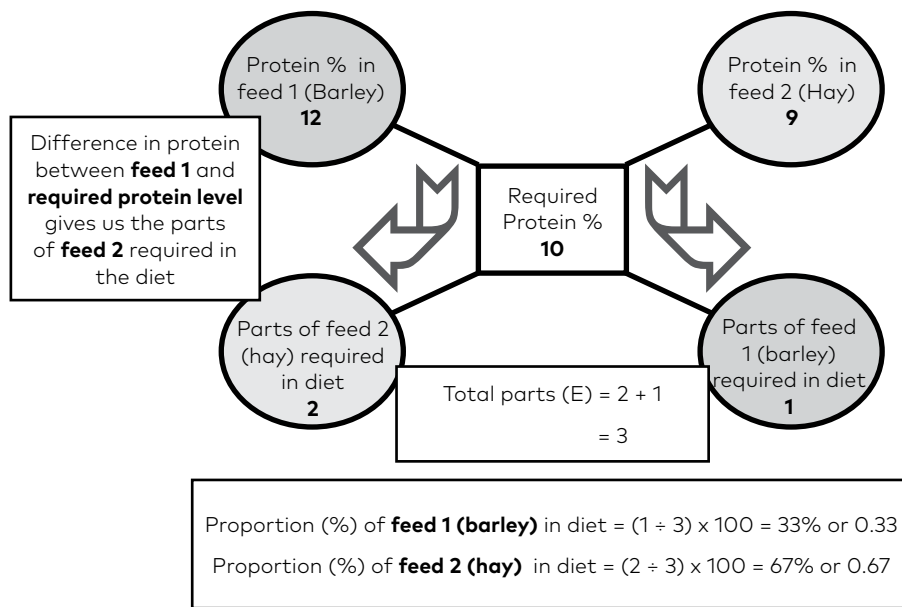 Protein % in
feed 1 (Barley)
12
Protein % in
feed 2 (Hay)
9
Difference in protein
between feed 1 and
required protein level
gives us the parts
of feed 2 required in
the diet
Required
Protein %
10
Parts of feed 2
(hay) required
in diet
2
Parts of feed
1 (barley)
required in diet
1
Total parts (E) = 2 + 1
= 3
Proportion (%) of feed 1 (barley) in diet = (1 ÷ 3) x 100 = 33% or 0.33
Proportion (%) of feed 2 (hay) in diet = (2 ÷ 3) x 100 = 67% or 0.67